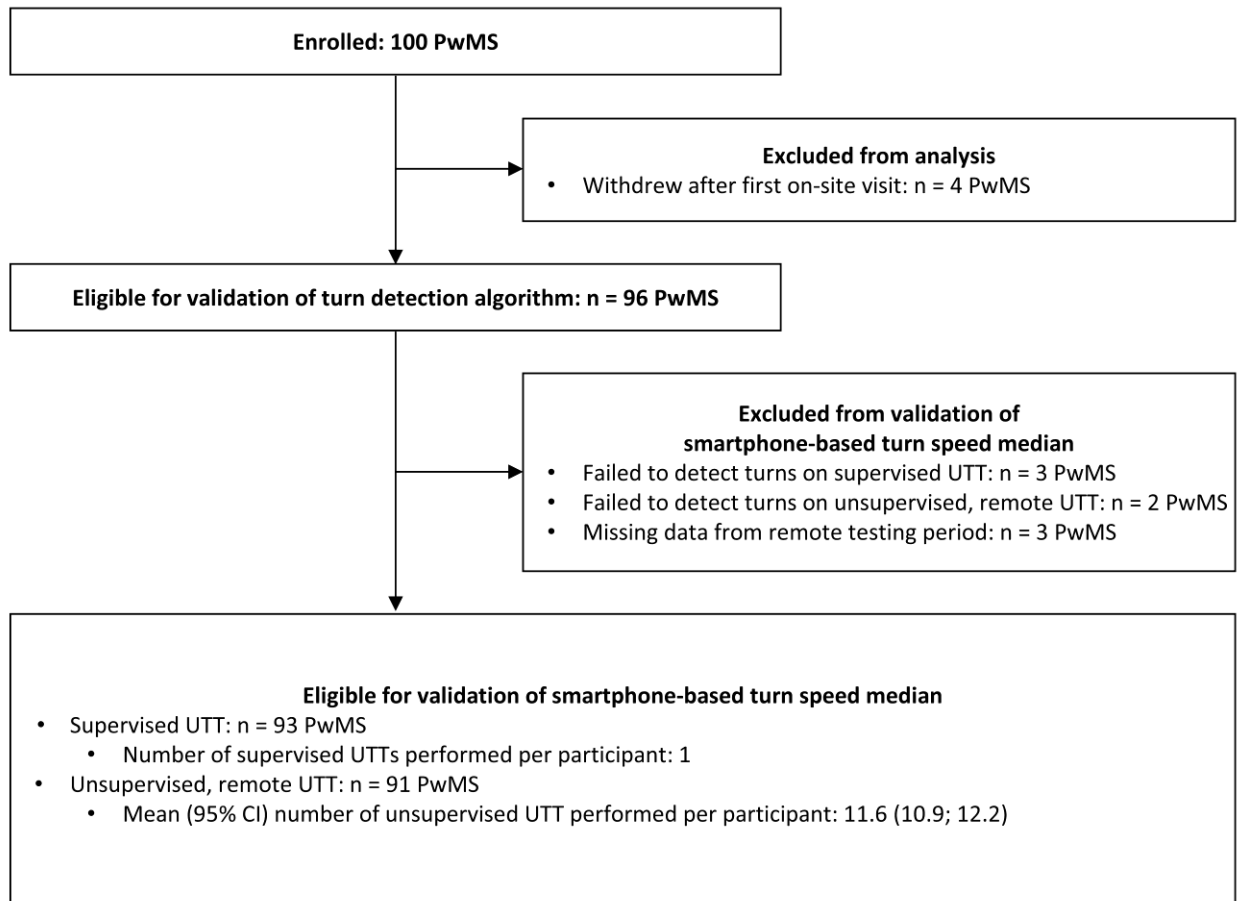 Enrolled: 100 PwMS
Excluded from analysis
• Withdrew after first on-site visit: n = 4 PwMS
Eligible for validation of turn detection algorithm: n = 96 PwMS
Excluded from validation of
smartphone-based turn speed median
• Failed to detect turns on supervised UTT: n = 3 PwMS
• Failed to detect turns on unsupervised, remote UTT: n = 2 PwMS
• Missing data from remote testing period: n = 3 PwMS
Eligible for validation of smartphone-based turn speed median
• Supervised UTT: n = 93 PwMS
• Number of supervised UTTs performed per participant: 1
• Unsupervised, remote UTT: n = 91 PwMS
• Mean (95% CI) number of unsupervised UTT performed per participant: 11.6 (10.9; 12.2)